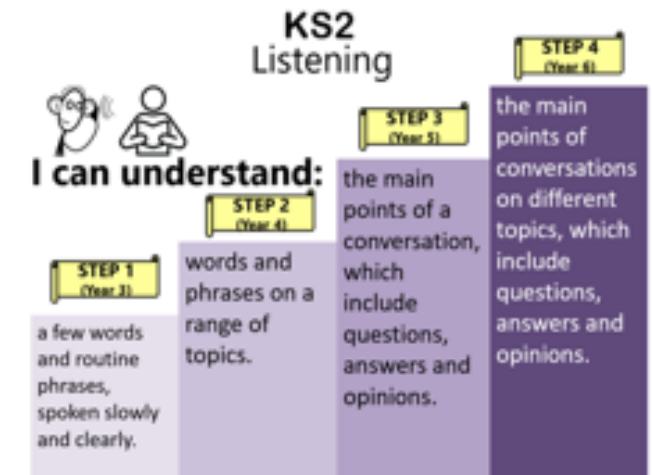 KS2
Listening
I can understand:
STEP 1
(Year 3)
a few words
and routine
phrases,
spoken slowly
and clearly.
STEP 2
(Year 4)
words and
phrases on a
range of
topics.
STEP 3
(Year 5)
the main
points of a
conversation,
which
include
questions,
answers and
opinions.
STEP 4
(Year 6)
the main
points of
conversations
on different
topics, which
include
questions,
answers and
opinions.